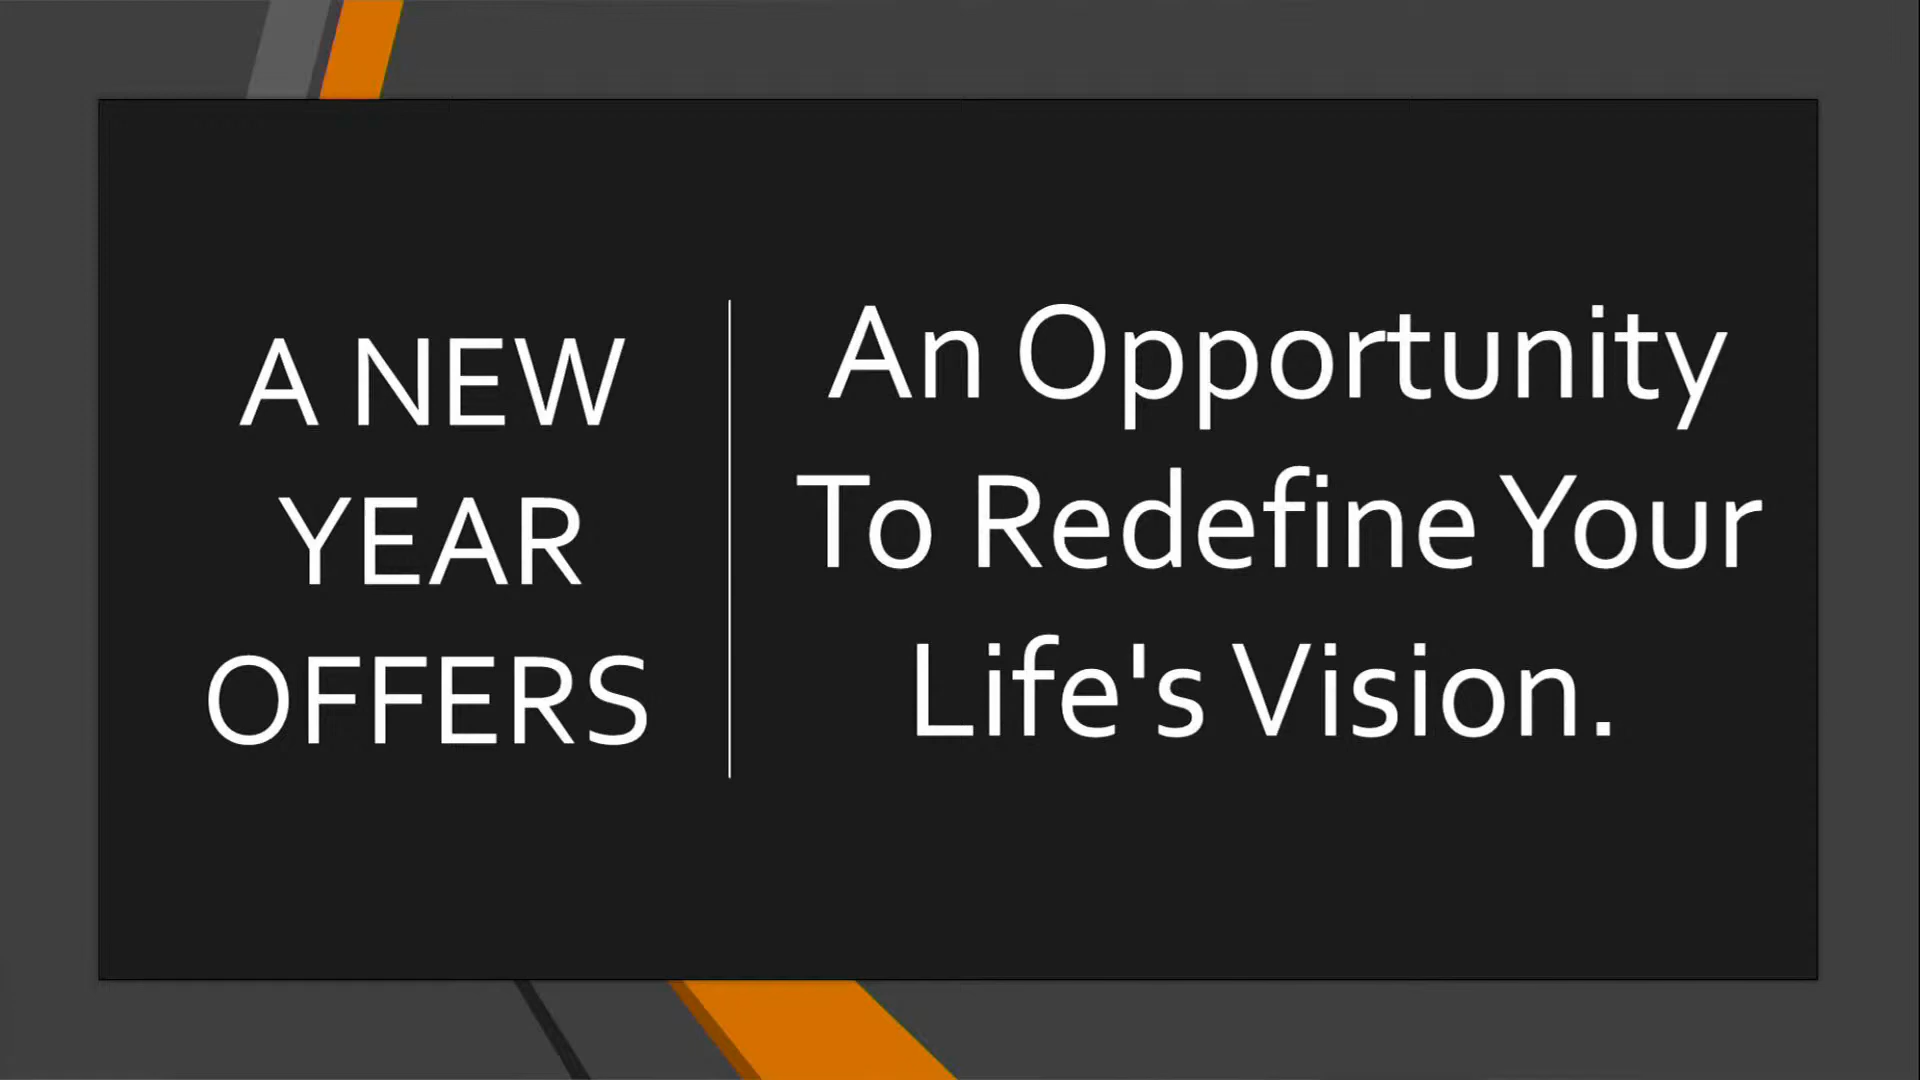 A NEW
YEAR
OFFERS
An Opportunity
To Redefine Your
Life's Vision.